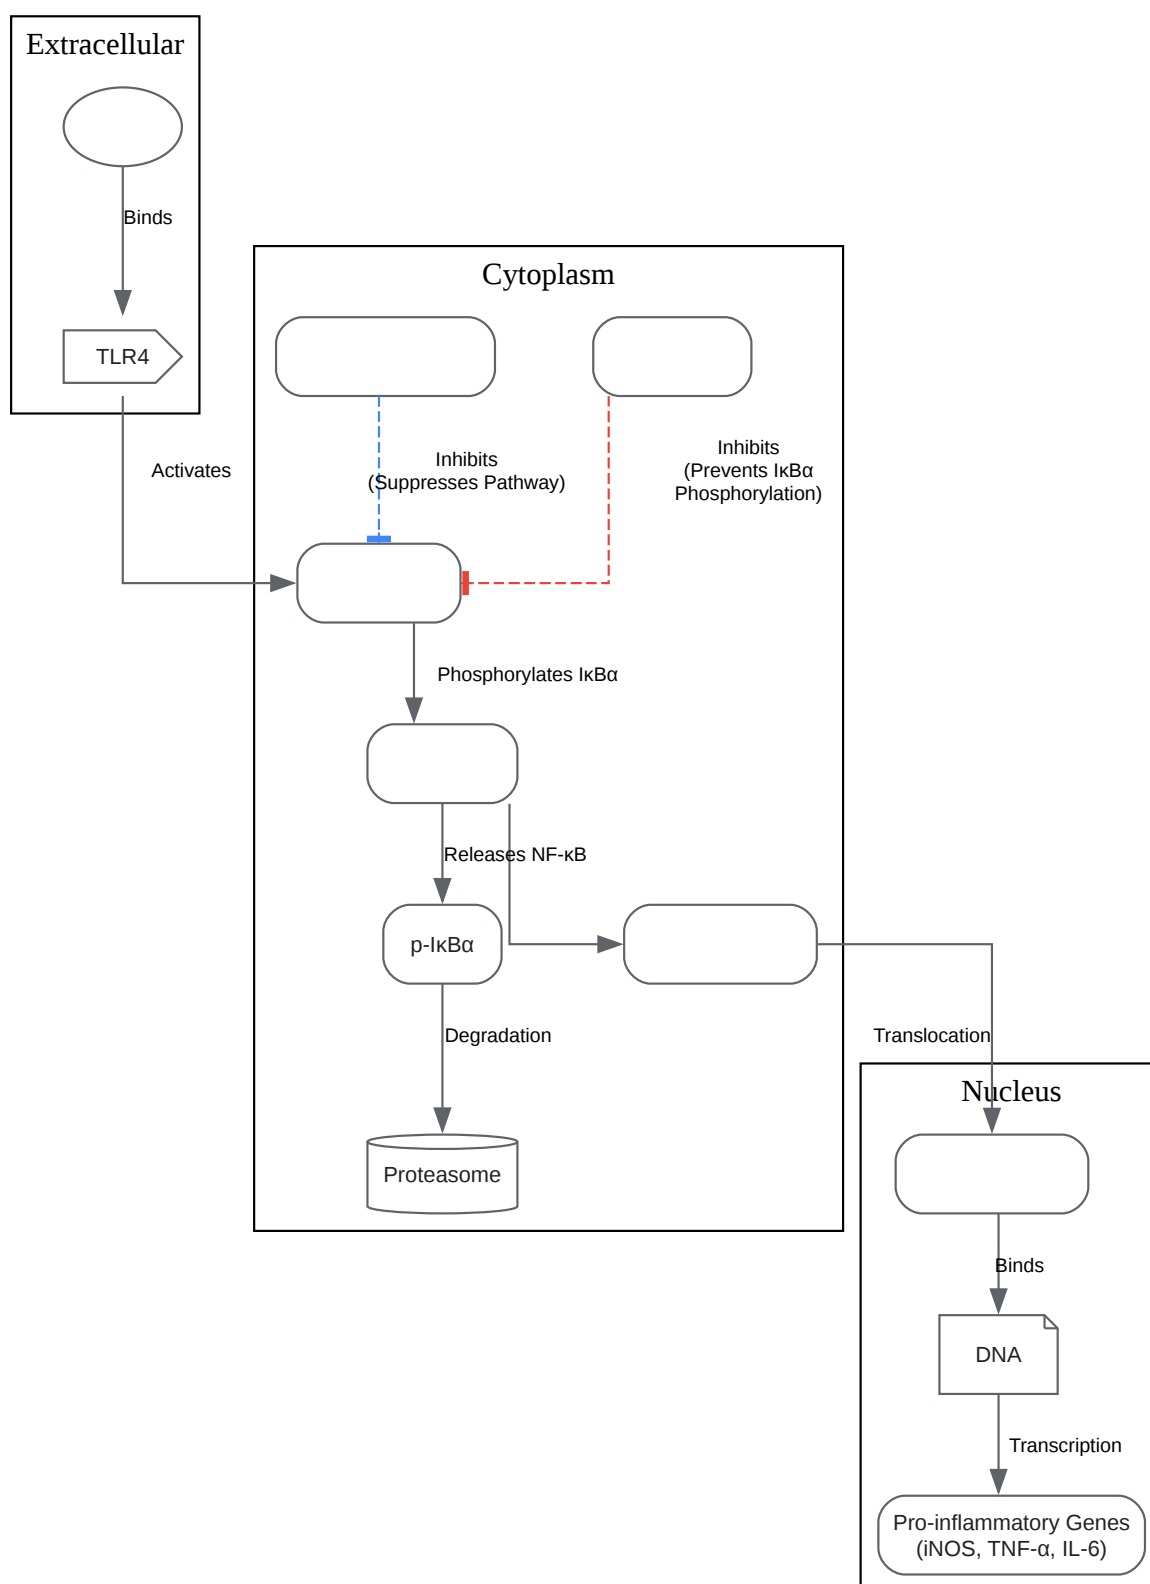 Extracellular
Binds
TLR4
Activates
Cytoplasm
Inhibits
(Suppresses Pathway)
Inhibits
(Prevents IκBα
Phosphorylation)
Phosphorylates IκBα
Releases NF-κB
p-IκBα
Degradation
Proteasome
Translocation
Nucleus
Binds
DNA
Transcription
Pro-inflammatory Genes
(iNOS, TNF-α, IL-6)